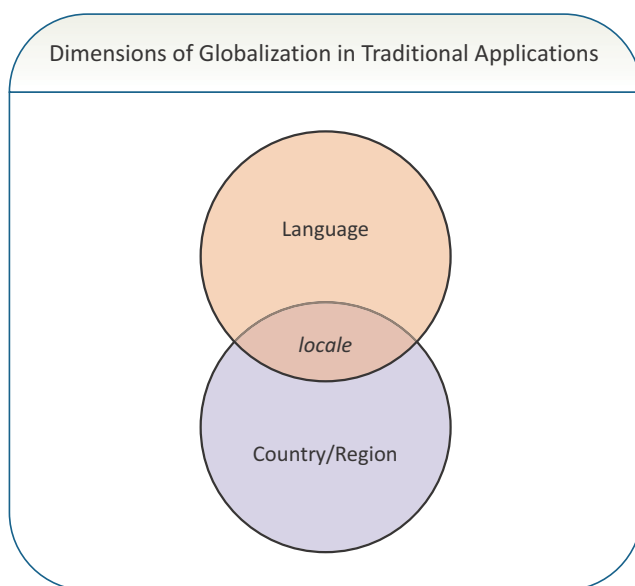 Dimensions of Globalization in Traditional Applications
Language
locale
Country/Region